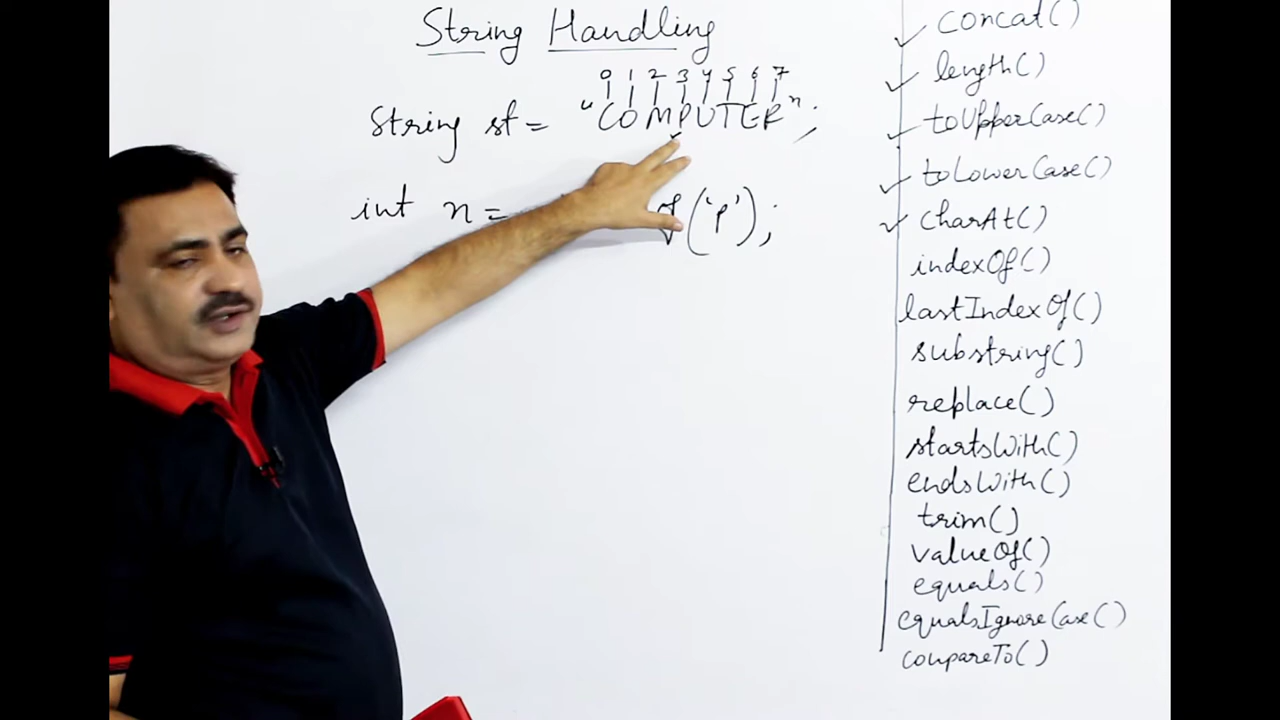 String Handling
0 1 2 3 4 5 6 7
String st = "COMPUTER";
int n = f('P');
concat()
length()
toUpperCase()
toLowerCase()
charAt()
indexOf()
lastIndexOf()
substring()
replace()
startsWith()
endsWith()
trim()
valueOf()
equals()
equalsIgnoreCase()
compareTo()